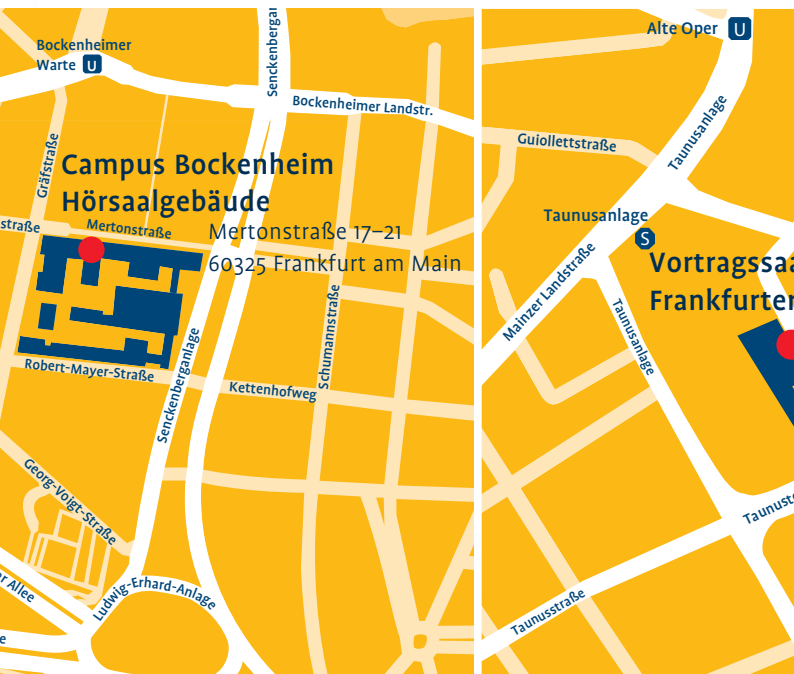 Bockenheimer
Warte U
Bockenheimer Landstr.
Gräfstraße
Campus Bockenheim
Hörsaalgebäude
Mertonstraße 17–21
60325 Frankfurt am Main
straße
Mertonstraße
Schumannstraße
Senckenberganlage
Robert-Mayer-Straße
Kettenhofweg
Georg-Voigt-Straße
Ludwig-Erhard-Anlage
Allee
e
Alte Oper U
Taunusanlage
Guiollettstraße
Taunusanlage
S
Mainzer Landstraße
Taunusanlage
Taunusstraße